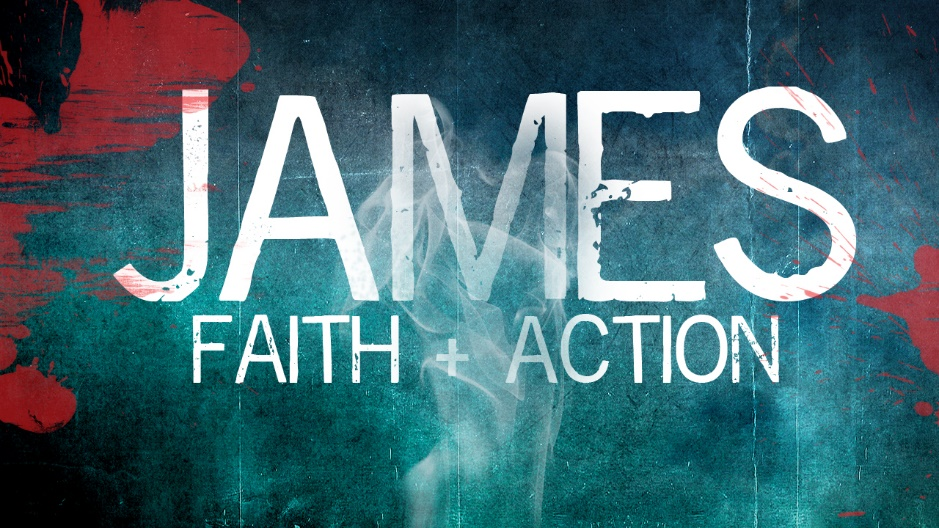 JAMES
FAITH + ACTION